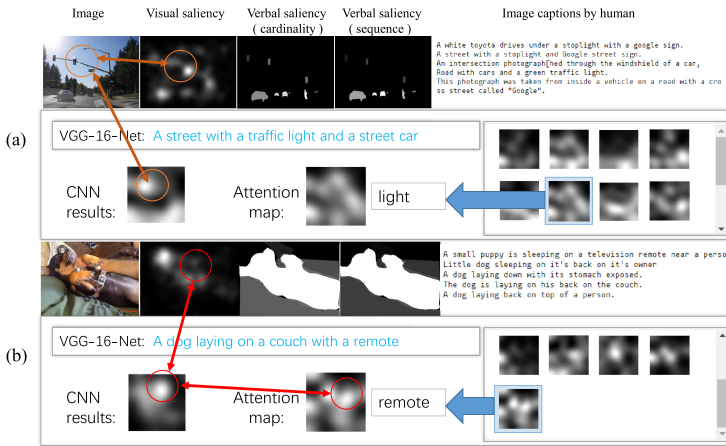 Image Visual saliency Verbal saliency Verbal saliency Image captions by human
( cardinality ) ( sequence )
A white toyota drives under a stoplight with a google sign.
A street with a stoplight and Google street sign.
An intersection photograph[hed through the windshield of a car,
Road with cars and a green traffic light.
This photograph was taken from inside a vehicle on a road with a cro
ss street called "Google".
(a)
VGG-16-Net: A street with a traffic light and a street car
CNN
results:
Attention
map:
light
A small puppy is sleeping on a television remote near a perso
Little dog sleeping on it's back on it's owner
A dog laying down with its stomach exposed.
The dog is laying on his back on the couch.
A dog laying back on top of a person.
(b)
VGG-16-Net: A dog laying on a couch with a remote
CNN
results:
Attention
map:
remote